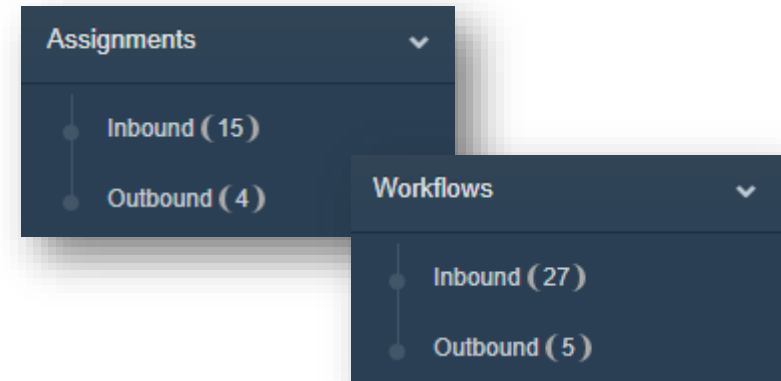 Assignments
Inbound ( 15 )
Outbound ( 4 )
Workflows
Inbound ( 27 )
Outbound ( 5 )